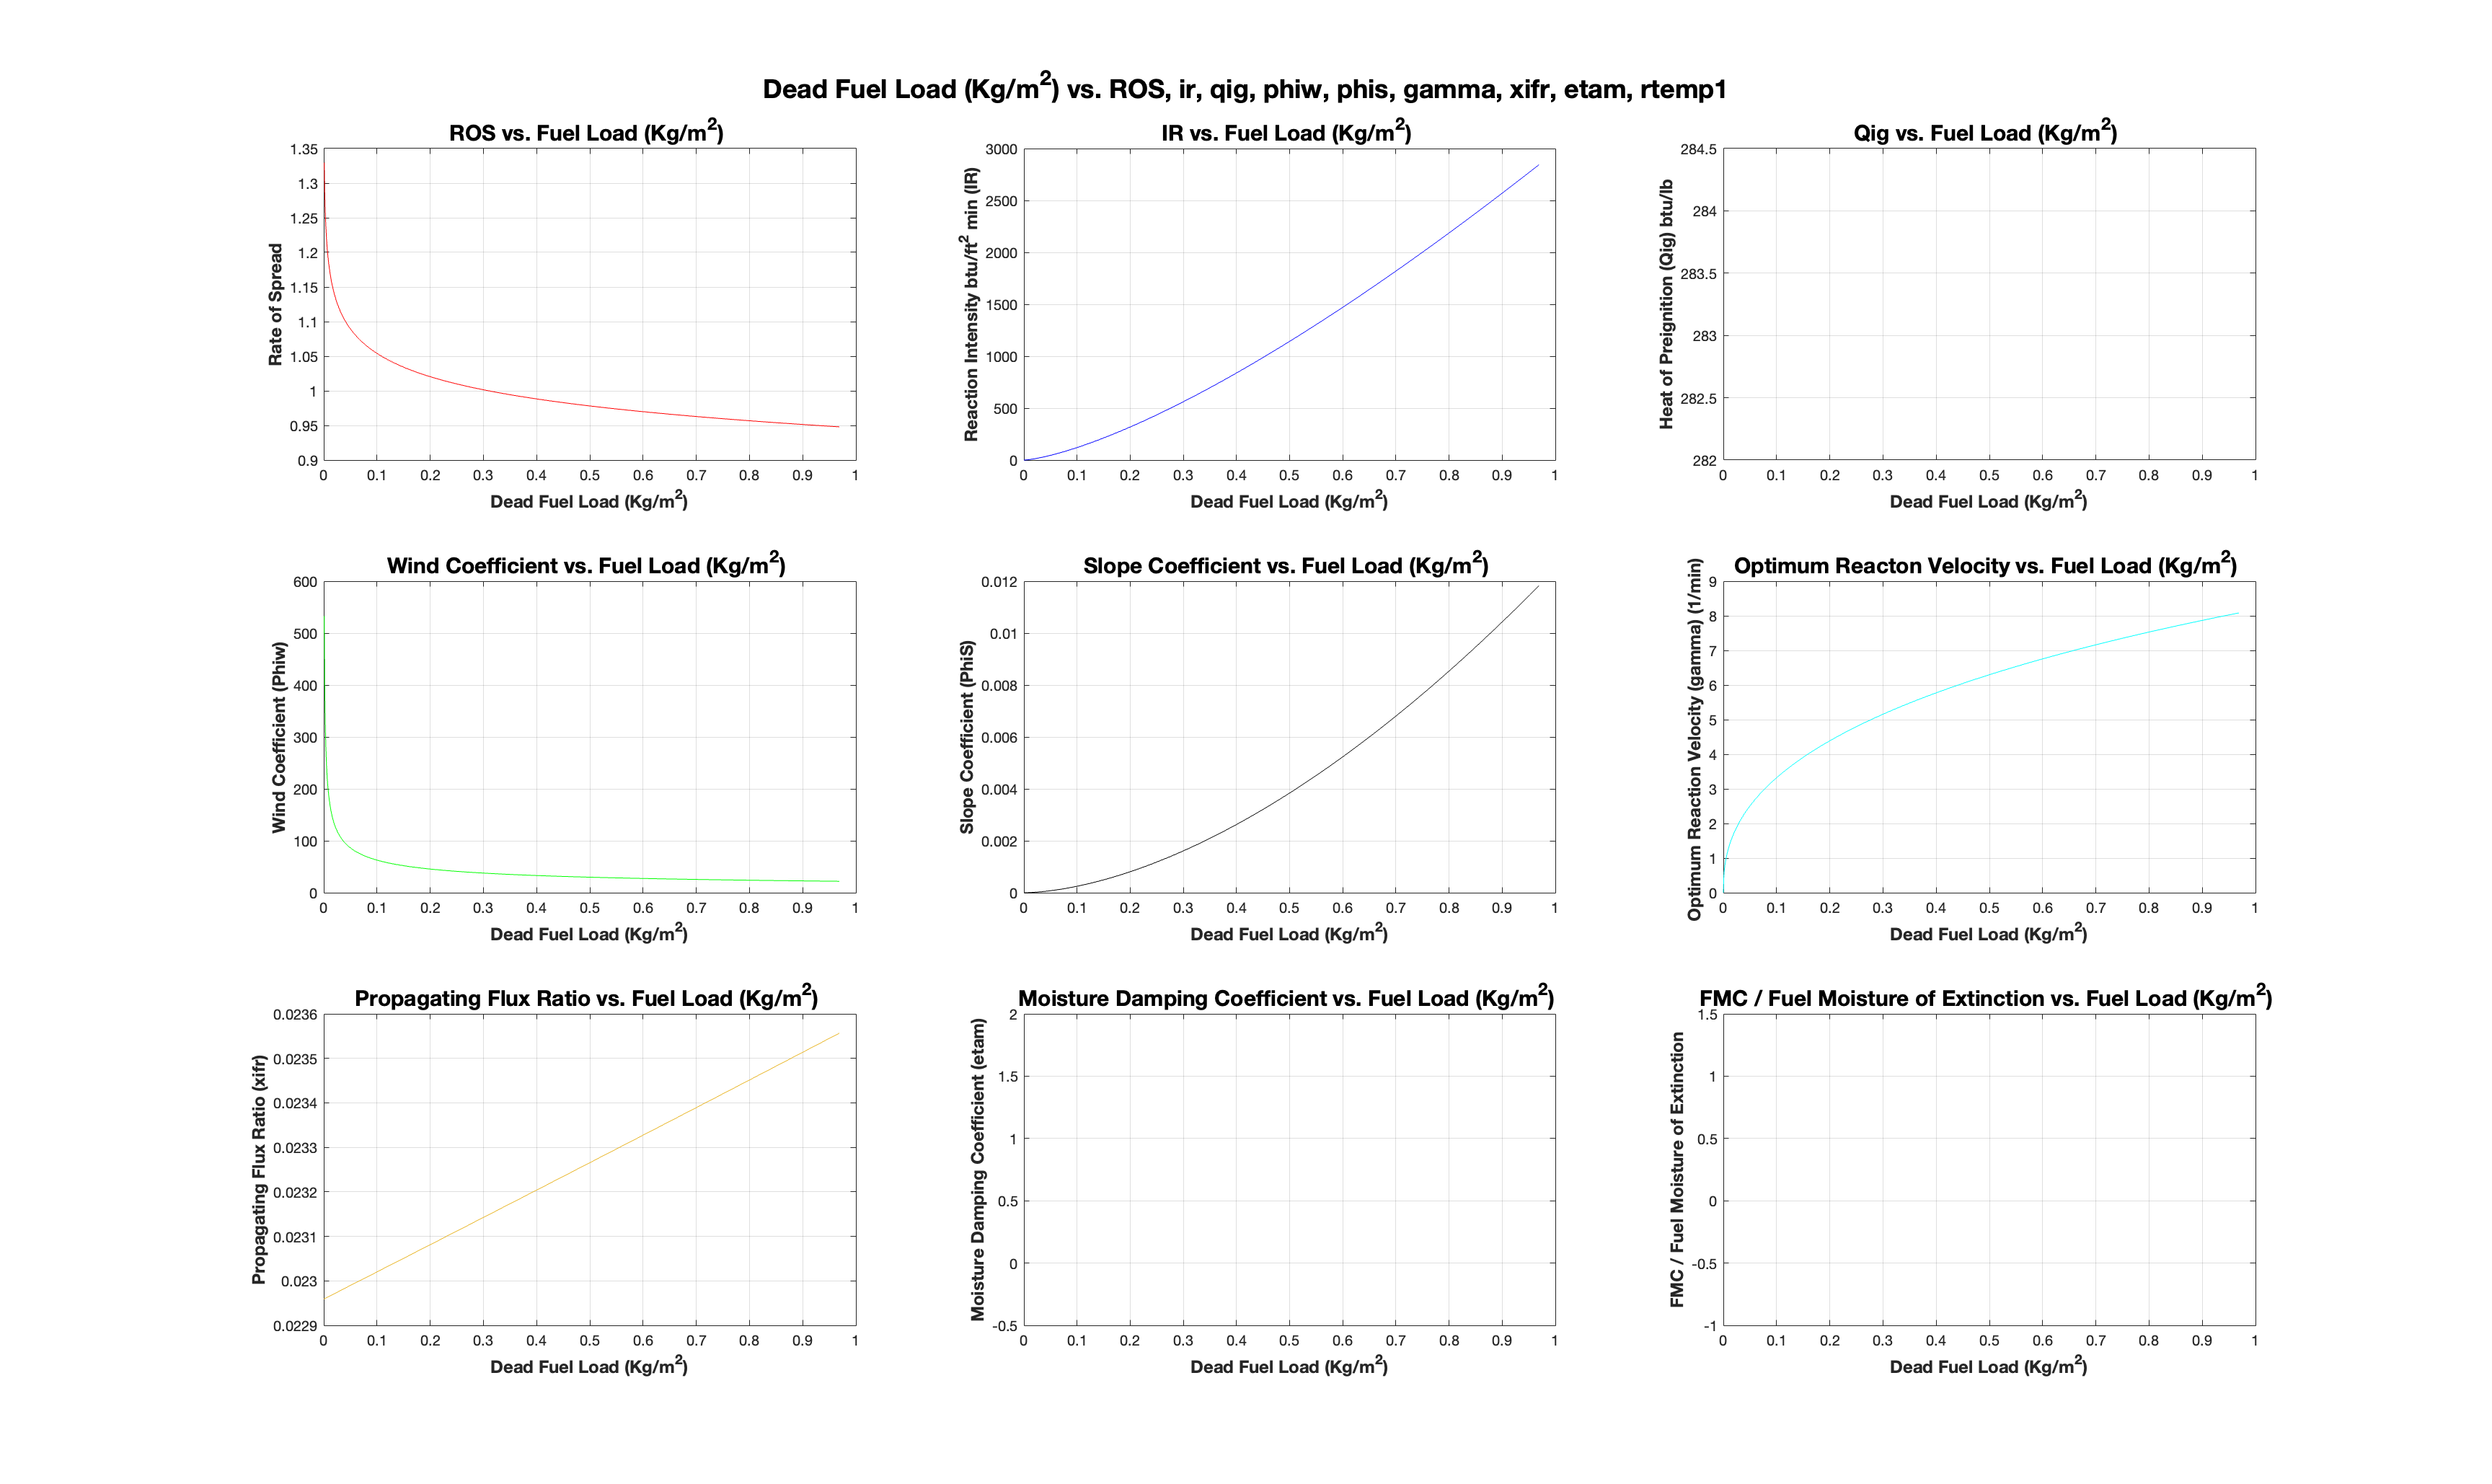 Dead Fuel Load (Kg/m2) vs. ROS, ir, qig, phiw, phis, gamma, xifr, etam, rtemp1
ROS vs. Fuel Load (Kg/m2)
Rate of Spread
1.35
1.3
1.25
1.2
1.15
1.1
1.05
1
0.95
0.9
0 0.1 0.2 0.3 0.4 0.5 0.6 0.7 0.8 0.9 1
Dead Fuel Load (Kg/m2)
IR vs. Fuel Load (Kg/m2)
Reaction Intensity btu/ft2 min (IR)
3000
2500
2000
1500
1000
500
0
0 0.1 0.2 0.3 0.4 0.5 0.6 0.7 0.8 0.9 1
Dead Fuel Load (Kg/m2)
Qig vs. Fuel Load (Kg/m2)
Heat of Preignition (Qig) btu/lb
284.5
284
283.5
283
282.5
282
0 0.1 0.2 0.3 0.4 0.5 0.6 0.7 0.8 0.9 1
Dead Fuel Load (Kg/m2)
Wind Coefficient vs. Fuel Load (Kg/m2)
Wind Coefficient (Phiw)
600
500
400
300
200
100
0
0 0.1 0.2 0.3 0.4 0.5 0.6 0.7 0.8 0.9 1
Dead Fuel Load (Kg/m2)
Slope Coefficient vs. Fuel Load (Kg/m2)
Slope Coefficient (PhiS)
0.012
0.01
0.008
0.006
0.004
0.002
0
0 0.1 0.2 0.3 0.4 0.5 0.6 0.7 0.8 0.9 1
Dead Fuel Load (Kg/m2)
Optimum Reacton Velocity vs. Fuel Load (Kg/m2)
Optimum Reaction Velocity (gamma) (1/min)
9
8
7
6
5
4
3
2
1
0
0 0.1 0.2 0.3 0.4 0.5 0.6 0.7 0.8 0.9 1
Dead Fuel Load (Kg/m2)
Propagating Flux Ratio vs. Fuel Load (Kg/m2)
Propagating Flux Ratio (xifr)
0.0236
0.0235
0.0234
0.0233
0.0232
0.0231
0.023
0.0229
0 0.1 0.2 0.3 0.4 0.5 0.6 0.7 0.8 0.9 1
Dead Fuel Load (Kg/m2)
Moisture Damping Coefficient vs. Fuel Load (Kg/m2)
Moisture Damping Coefficient (etam)
2
1.5
1
0.5
0
-0.5
0 0.1 0.2 0.3 0.4 0.5 0.6 0.7 0.8 0.9 1
Dead Fuel Load (Kg/m2)
FMC / Fuel Moisture of Extinction vs. Fuel Load (Kg/m2)
FMC / Fuel Moisture of Extinction
1.5
1
0.5
0
-0.5
-1
0 0.1 0.2 0.3 0.4 0.5 0.6 0.7 0.8 0.9 1
Dead Fuel Load (Kg/m2)